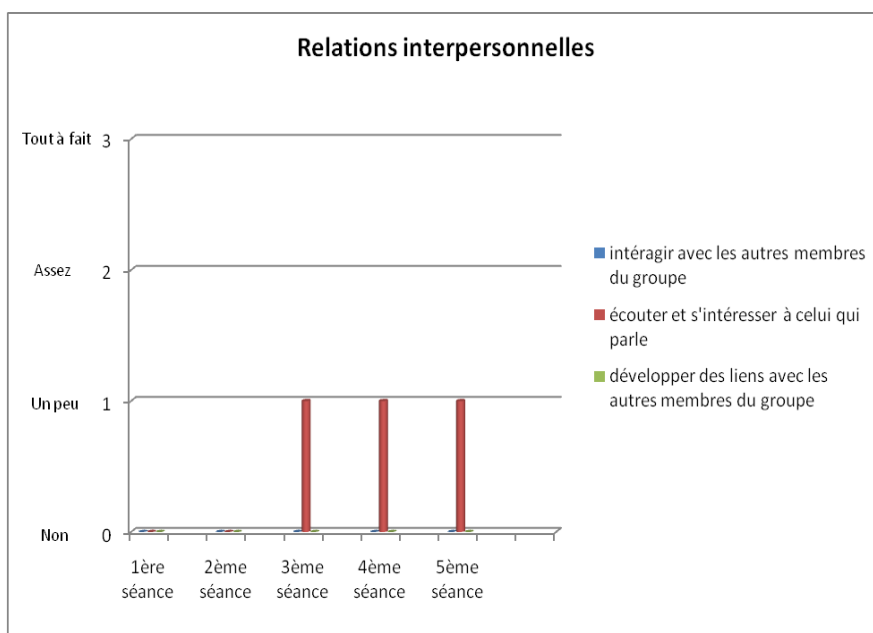 Relations interpersonnelles
Tout à fait 3
Assez 2
Un peu 1
Non 0
1ère séance
2ème séance
3ème séance
4ème séance
5ème séance
intéragir avec les autres membres
du groupe
écouter et s'intéresser à celui qui
parle
développer des liens avec les
autres membres du groupe